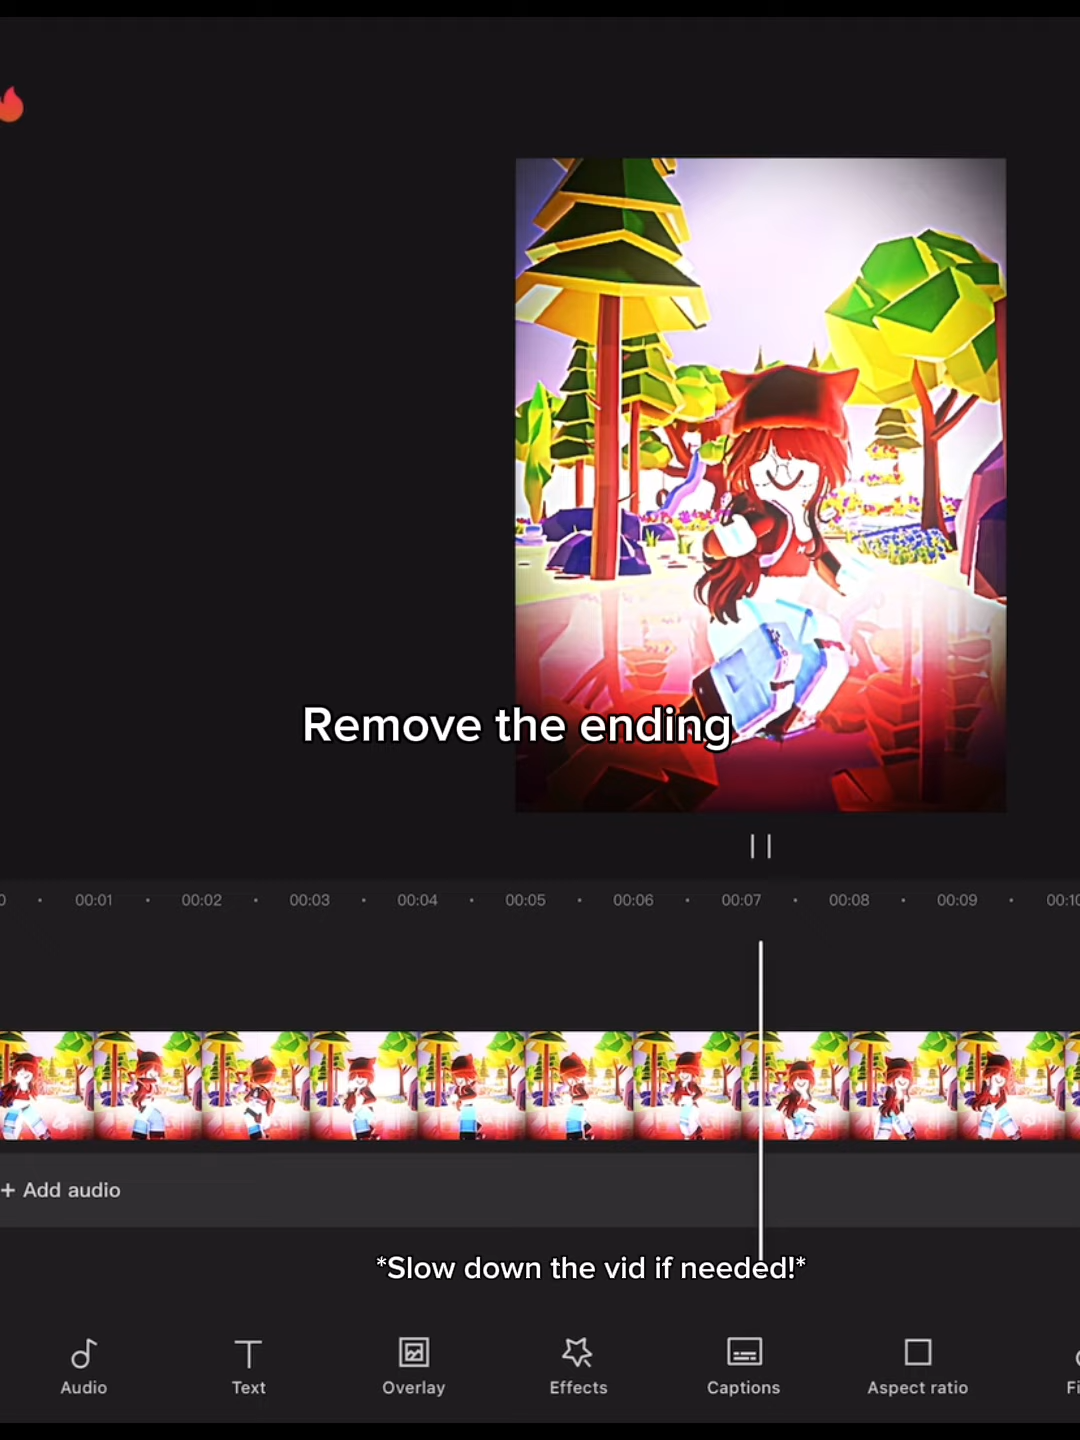 Remove the ending
00:01 00:02 00:03 00:04 00:05 00:06 00:07 00:08 00:09
+ Add audio
*Slow down the vid if needed!*
Audio Text Overlay Effects Captions Aspect ratio